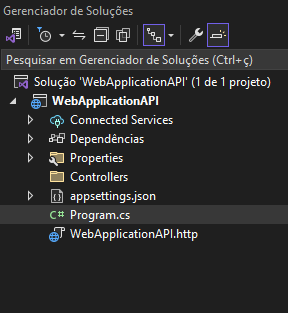 Gerenciador de Soluções
Pesquisar em Gerenciador de Soluções (Ctrl+ç)
Solução 'WebApplicationAPI' (1 de 1 projeto)
WebApplicationAPI
Connected Services
Dependências
Properties
Controllers
appsettings.json
C# Program.cs
WebApplicationAPI.http